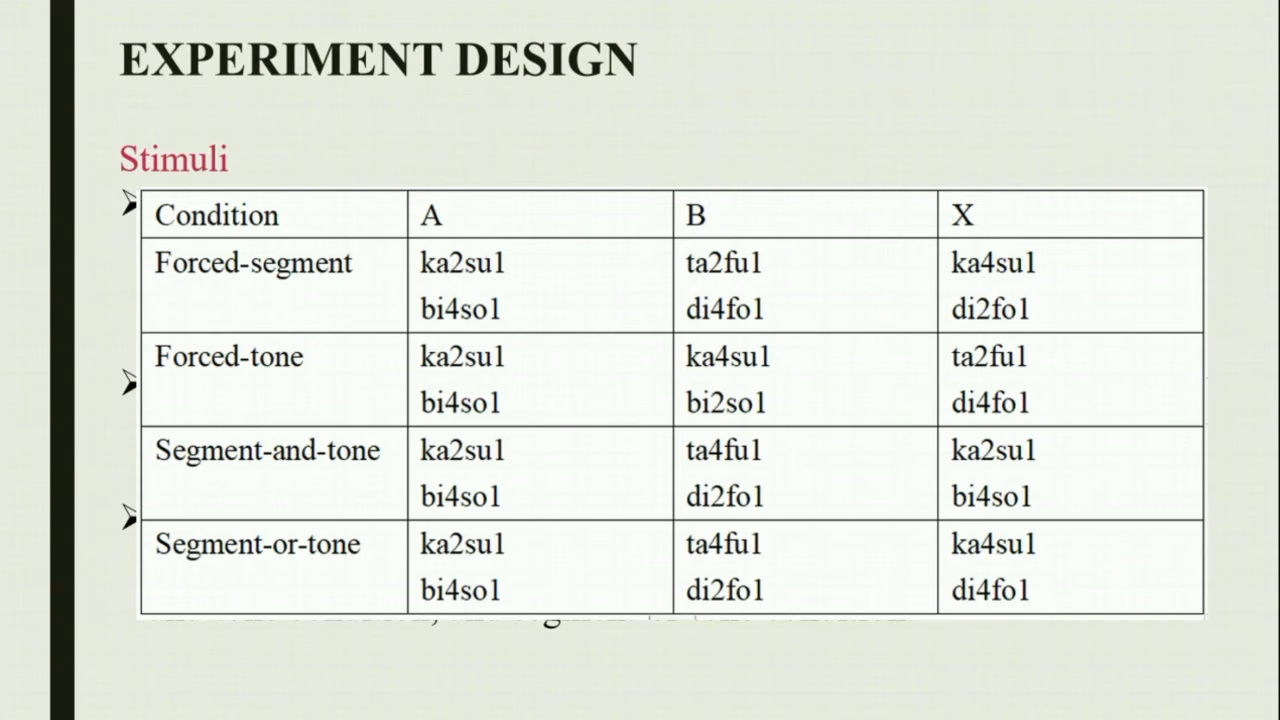 EXPERIMENT DESIGN
Stimuli
Condition A B X
Forced-segment ka2su1 ta2fu1 ka4su1
bi4so1 di4fo1 di2fo1
Forced-tone ka2su1 ka4su1 ta2fu1
bi4so1 bi2so1 di4fo1
Segment-and-tone ka2su1 ta4fu1 ka2su1
bi4so1 di2fo1 bi4so1
Segment-or-tone ka2su1 ta4fu1 ka4su1
bi4so1 di2fo1 di4fo1